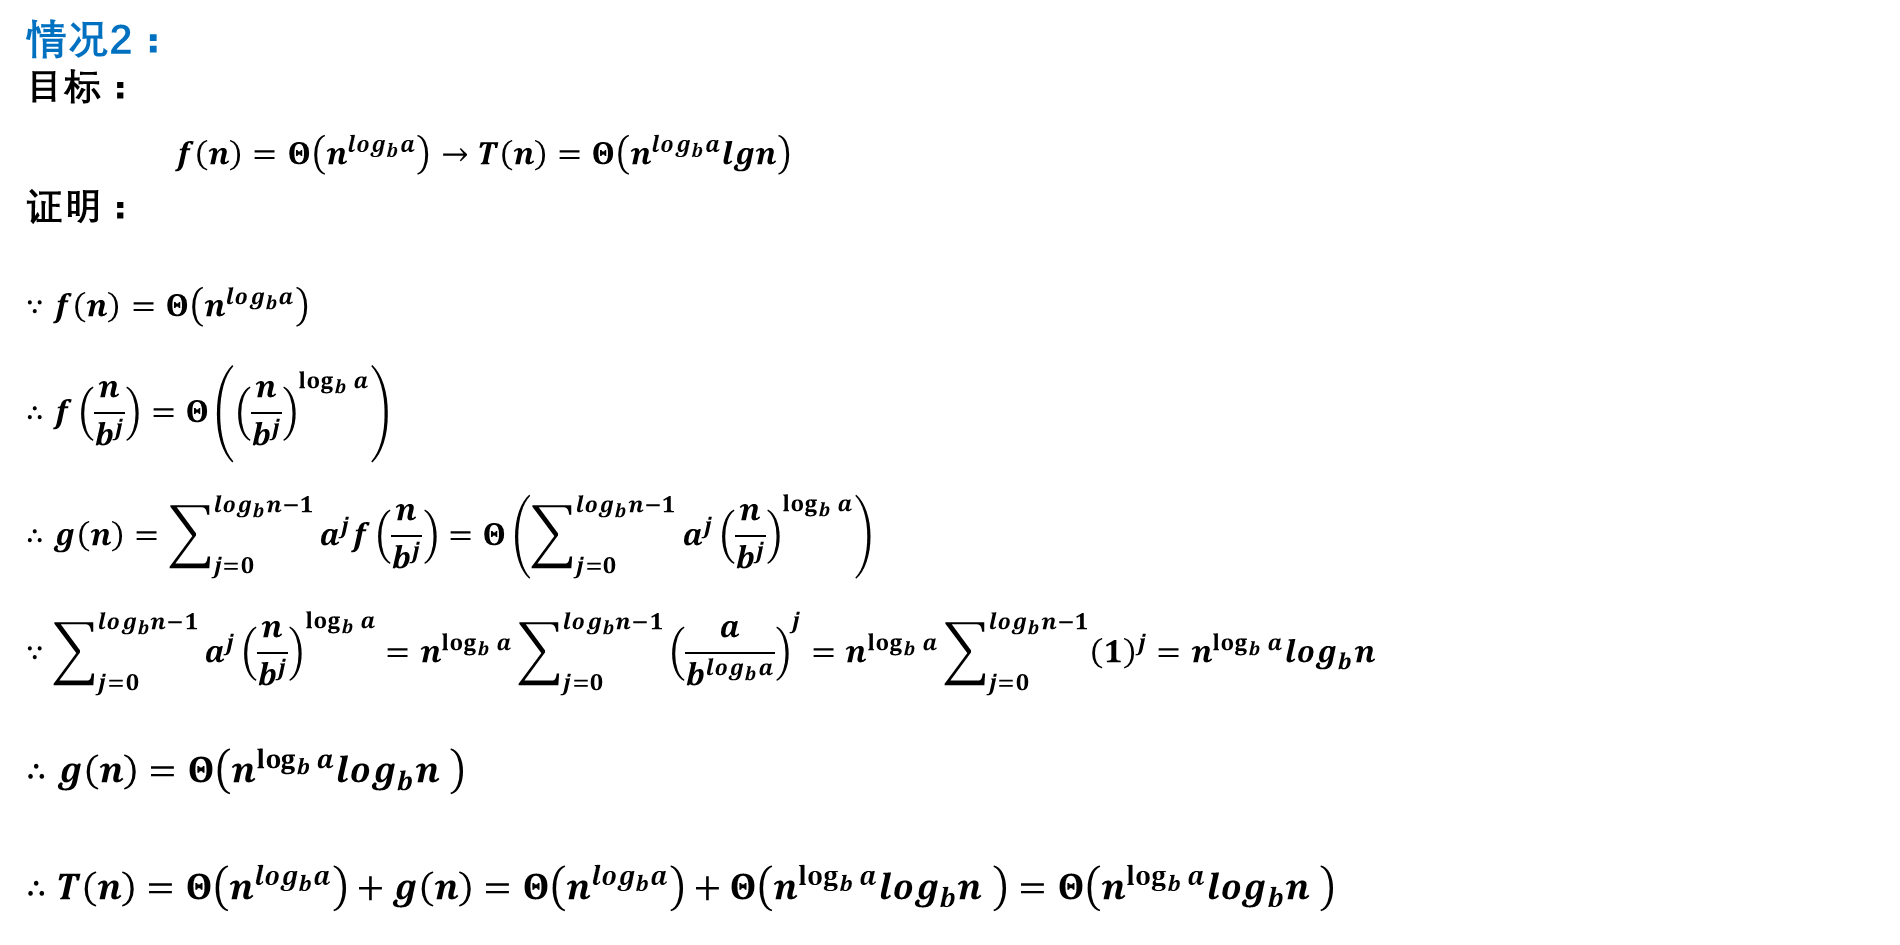 情况2：
目标：
f(n) = Θ(n^{log_b a}) → T(n) = Θ(n^{log_b a} lgn)
证明：
∵ f(n) = Θ(n^{log_b a})
∴ f(n/b^j) = Θ((n/b^j)^{log_b a})
∴ g(n) = ∑_{j=0}^{log_b n−1} a^j f(n/b^j) = Θ(∑_{j=0}^{log_b n−1} a^j (n/b^j)^{log_b a})
∵ ∑_{j=0}^{log_b n−1} a^j (n/b^j)^{log_b a} = n^{log_b a} ∑_{j=0}^{log_b n−1} (a/b^{log_b a})^j = n^{log_b a} ∑_{j=0}^{log_b n−1} (1)^j = n^{log_b a} log_b n
∴ g(n) = Θ(n^{log_b a} log_b n )
∴ T(n) = Θ(n^{log_b a}) + g(n) = Θ(n^{log_b a}) + Θ(n^{log_b a} log_b n ) = Θ(n^{log_b a} log_b n )